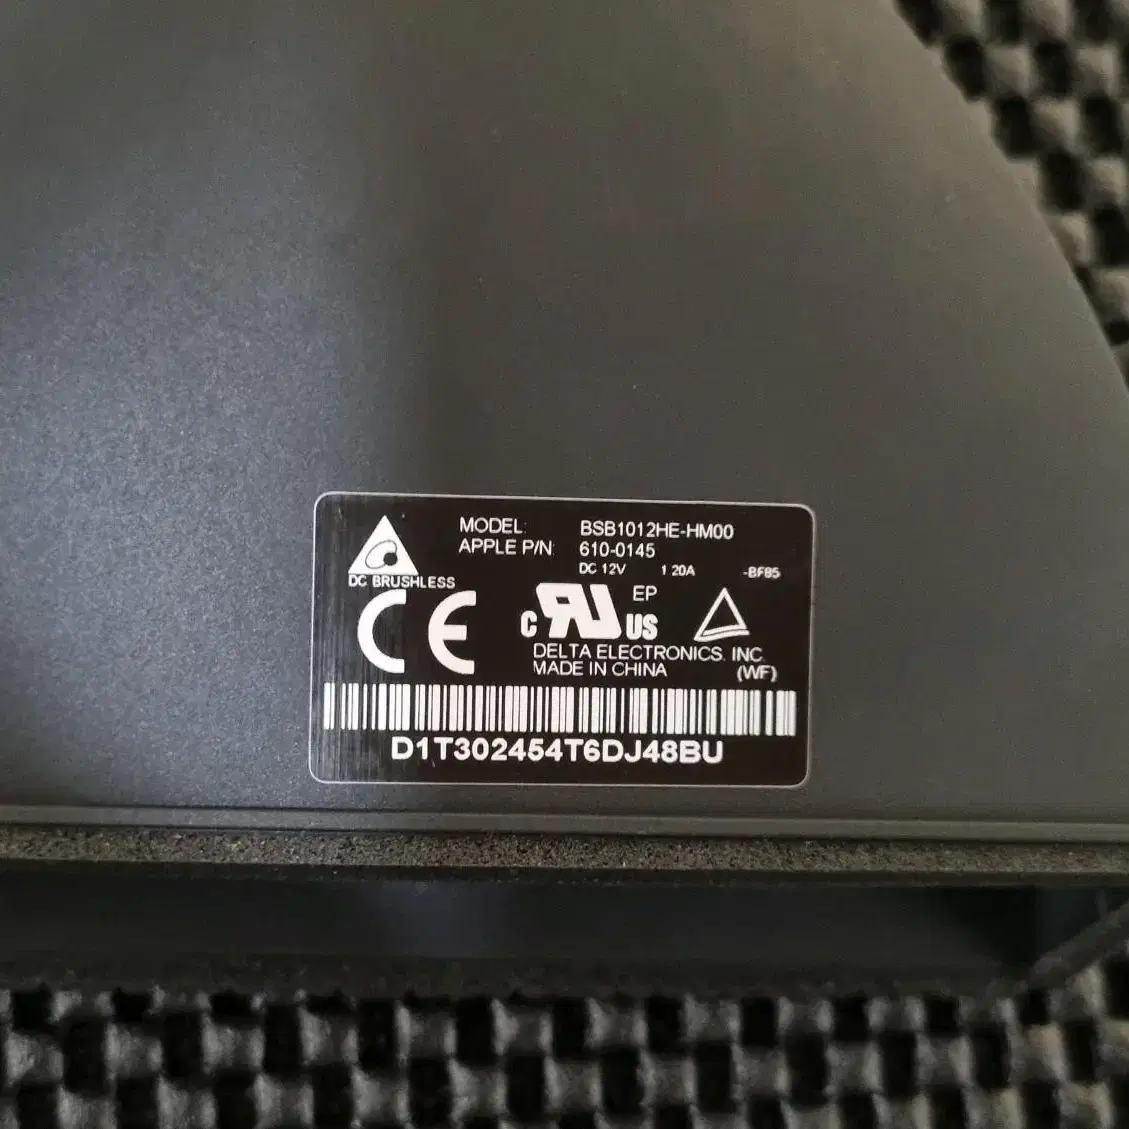 MODEL: BSB1012HE-HM00
APPLE P/N: 610-0145
DC 12V 1.20A -BF85
DC BRUSHLESS
CE
c RU US EP
DELTA ELECTRONICS. INC.
MADE IN CHINA (WF)
D1T302454T6DJ48BU